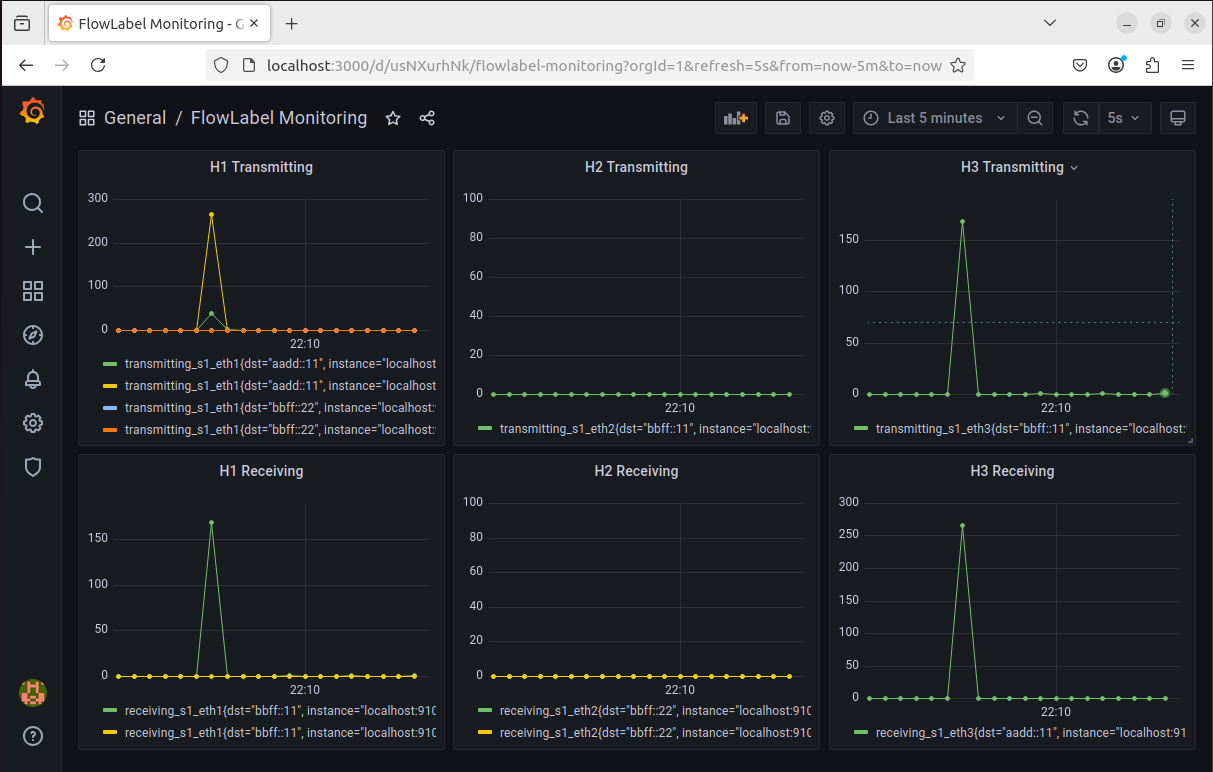 FlowLabel Monitoring - G
localhost:3000/d/usNXurhNk/flowlabel-monitoring?orgId=1&refresh=5s&from=now-5m&to=now
General / FlowLabel Monitoring
Last 5 minutes
5s
H1 Transmitting
300
200
100
0
22:10
transmitting_s1_eth1{dst="aadd::11", instance="localhost
transmitting_s1_eth1{dst="aadd::11", instance="localhost
transmitting_s1_eth1{dst="bbff::22", instance="localhost:
transmitting_s1_eth1{dst="bbff::22", instance="localhost:
H2 Transmitting
100
80
60
40
20
0
22:10
transmitting_s1_eth2{dst="bbff::11", instance="localhost:
H3 Transmitting
150
100
50
0
22:10
transmitting_s1_eth3{dst="bbff::11", instance="localhost:
H1 Receiving
150
100
50
0
22:10
receiving_s1_eth1{dst="bbff::11", instance="localhost:910
receiving_s1_eth1{dst="bbff::11", instance="localhost:910
H2 Receiving
100
80
60
40
20
0
22:10
receiving_s1_eth2{dst="bbff::22", instance="localhost:910
receiving_s1_eth2{dst="bbff::22", instance="localhost:910
H3 Receiving
300
250
200
150
100
50
0
22:10
receiving_s1_eth3{dst="aadd::11", instance="localhost:91